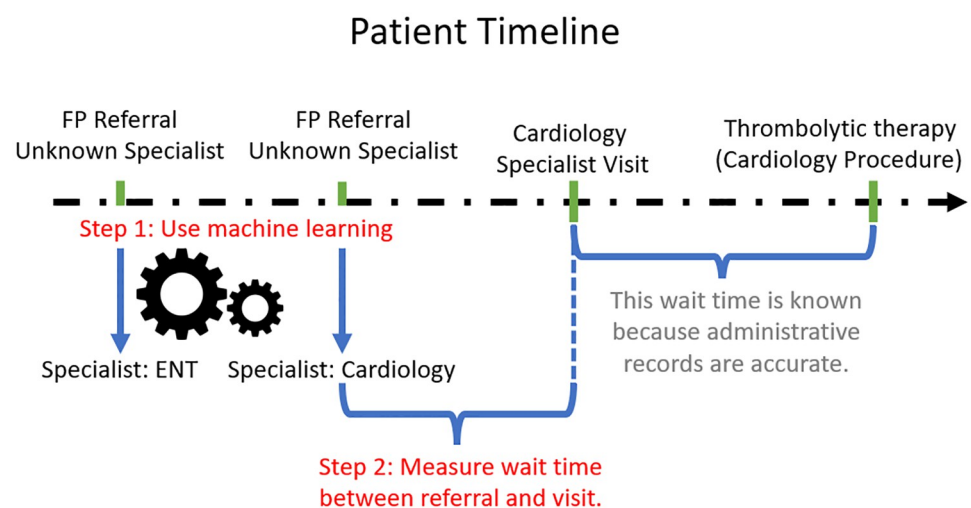 Patient Timeline
FP Referral
Unknown Specialist
FP Referral
Unknown Specialist
Cardiology
Specialist Visit
Thrombolytic therapy
(Cardiology Procedure)
Step 1: Use machine learning
This wait time is known
because administrative
records are accurate.
Specialist: ENT
Specialist: Cardiology
Step 2: Measure wait time
between referral and visit.